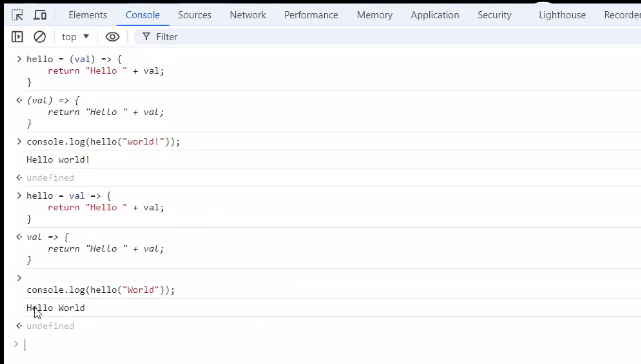 Elements Console Sources Network Performance Memory Application Security Lighthouse Recorder
top ▼ Filter
> hello = (val) => {
return "Hello " + val;
}
<· (val) => {
return "Hello " + val;
}
> console.log(hello("world!"));
Hello world!
<· undefined
> hello = val => {
return "Hello " + val;
}
<· val => {
return "Hello " + val;
}
>
console.log(hello("World"));
Hello World
<· undefined
>